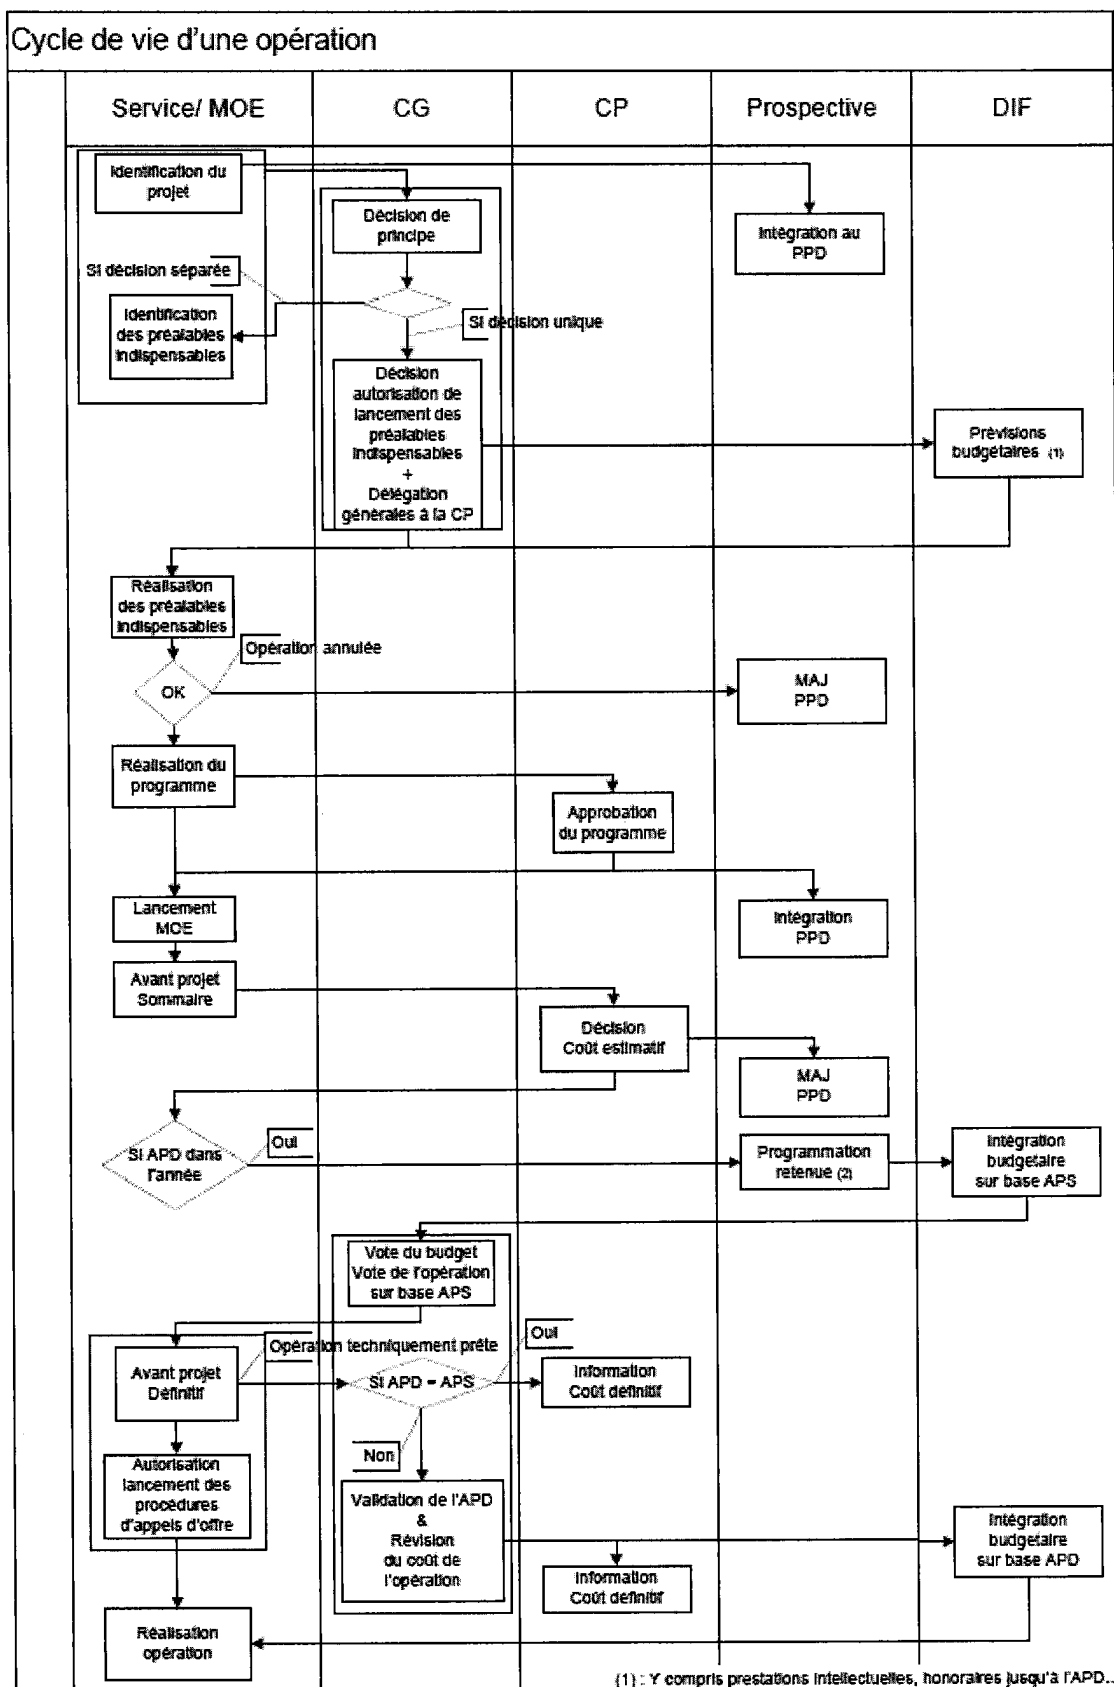 Cycle de vie d'une opération
Service/ MOE
CG
CP
Prospective
DIF
Identification du
projet
Décision de
principe
Intégration au
PPD
Si décision séparée
Identification
des préalables
indispensables
Si décision unique
Décision
autorisation de
lancement des
préalables
indispensables
+
Délégation
générales à la CP
Prévisions
budgétaires (1)
Réalisation
des préalables
indispensables
Opération annulée
OK
MAJ
PPD
Réalisation du
programme
Approbation
du programme
Lancement
MOE
Intégration
PPD
Avant projet
Sommaire
Décision
Coût estimatif
MAJ
PPD
Si APD dans
l'année
Oui
Programmation
retenue (2)
Intégration
budgétaire
sur base APS
Vote du budget
Vote de l'opération
sur base APS
Opération techniquement prête
Oui
Avant projet
Définitif
Si APD = APS
Information
Coût définitif
Non
Autorisation
lancement des
procédures
d'appels d'offre
Validation de l'APD
&
Révision
du coût de
l'opération
Intégration
budgétaire
sur base APD
Information
Coût définitif
Réalisation
opération
(1) : Y compris prestations intellectuelles, honoraires jusqu'à l'APD...